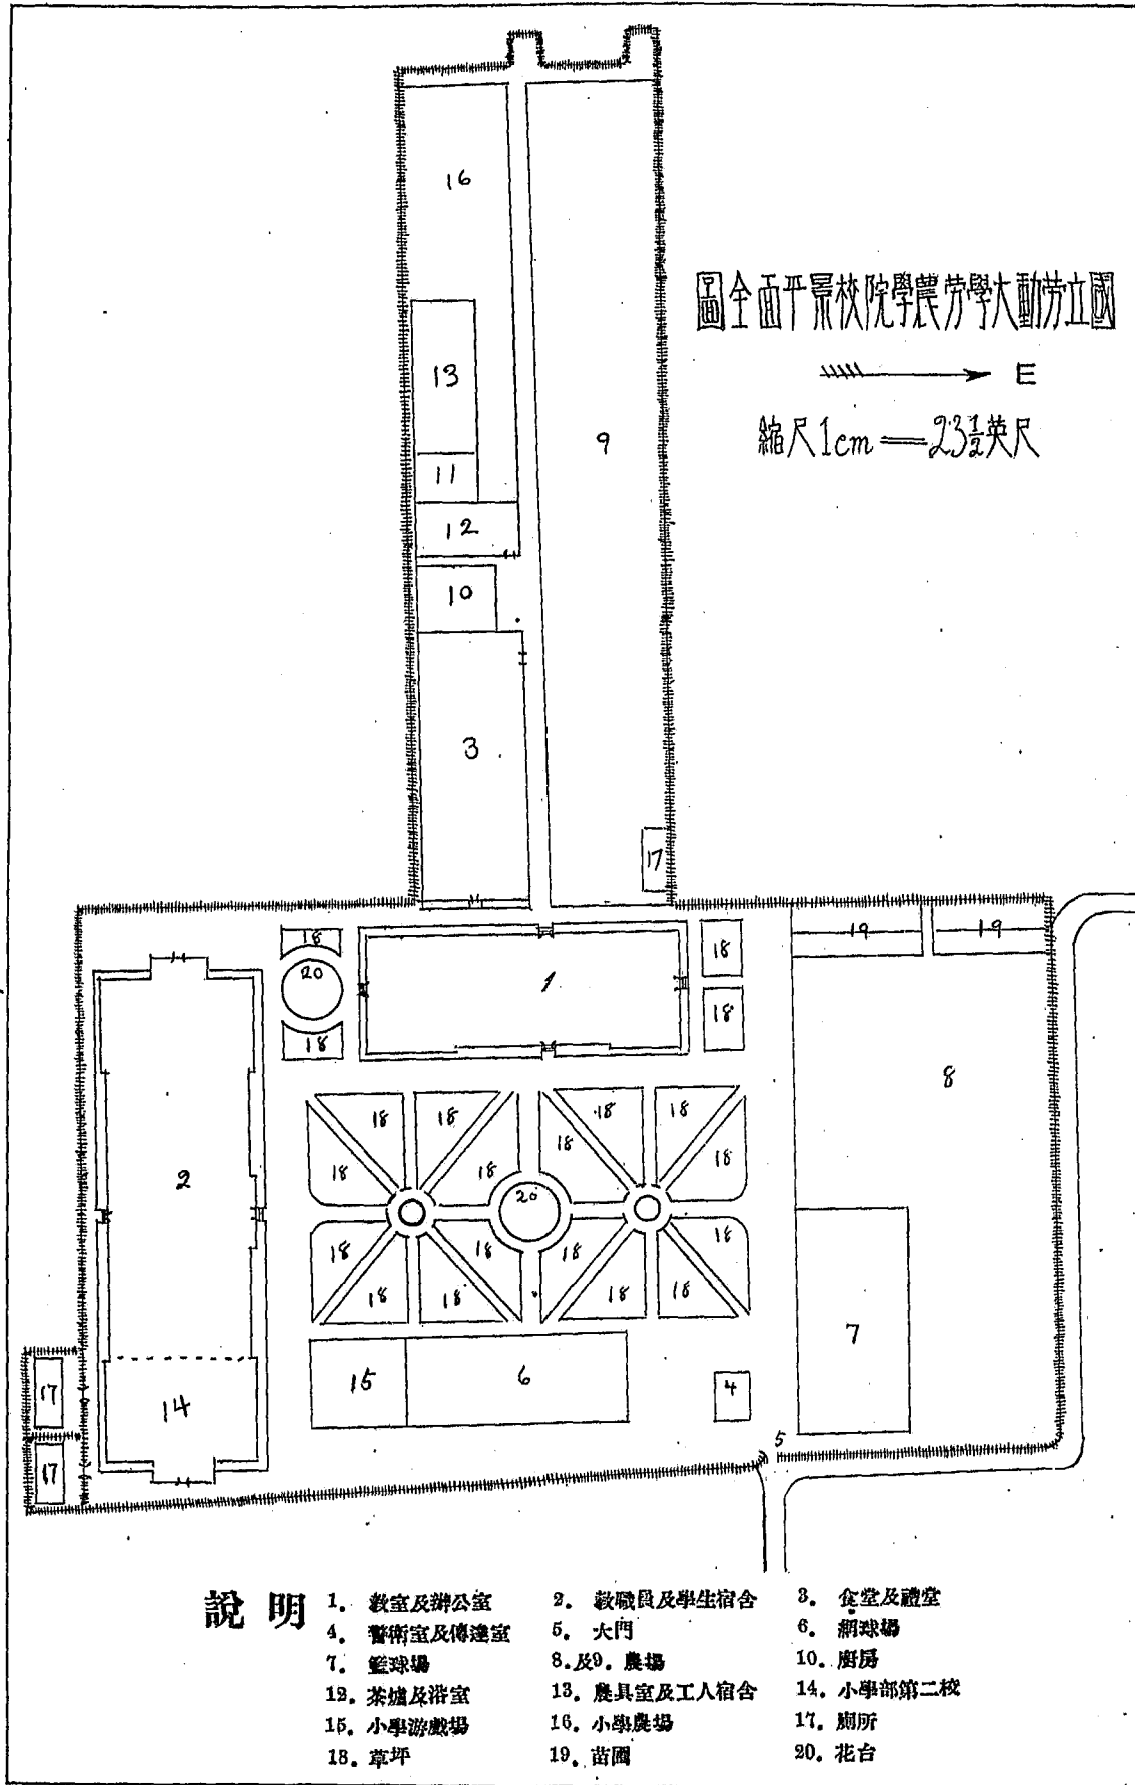 國立劳動大學劳農學院校景平面全圖
E
縮尺1cm=23½英尺
16
13
9
11
12
10
3
17
18
19
19
20
1
18
18
18
8
18
18
18
18
18
18
18
18
2
20
18
18
18
18
18
18
18
18
7
17
15
6
4
14
5
17
說明
1. 教室及辦公室
2. 教職員及學生宿舍
3. 食堂及禮堂
4. 警衛室及傳達室
5. 大門
6. 網球場
7. 籃球場
8.及9. 農場
10. 廚房
12. 茶爐及浴室
13. 農具室及工人宿舍
14. 小學部第二校
15. 小學游戲場
16. 小學農場
17. 廁所
18. 草坪
19. 苗圃
20. 花台